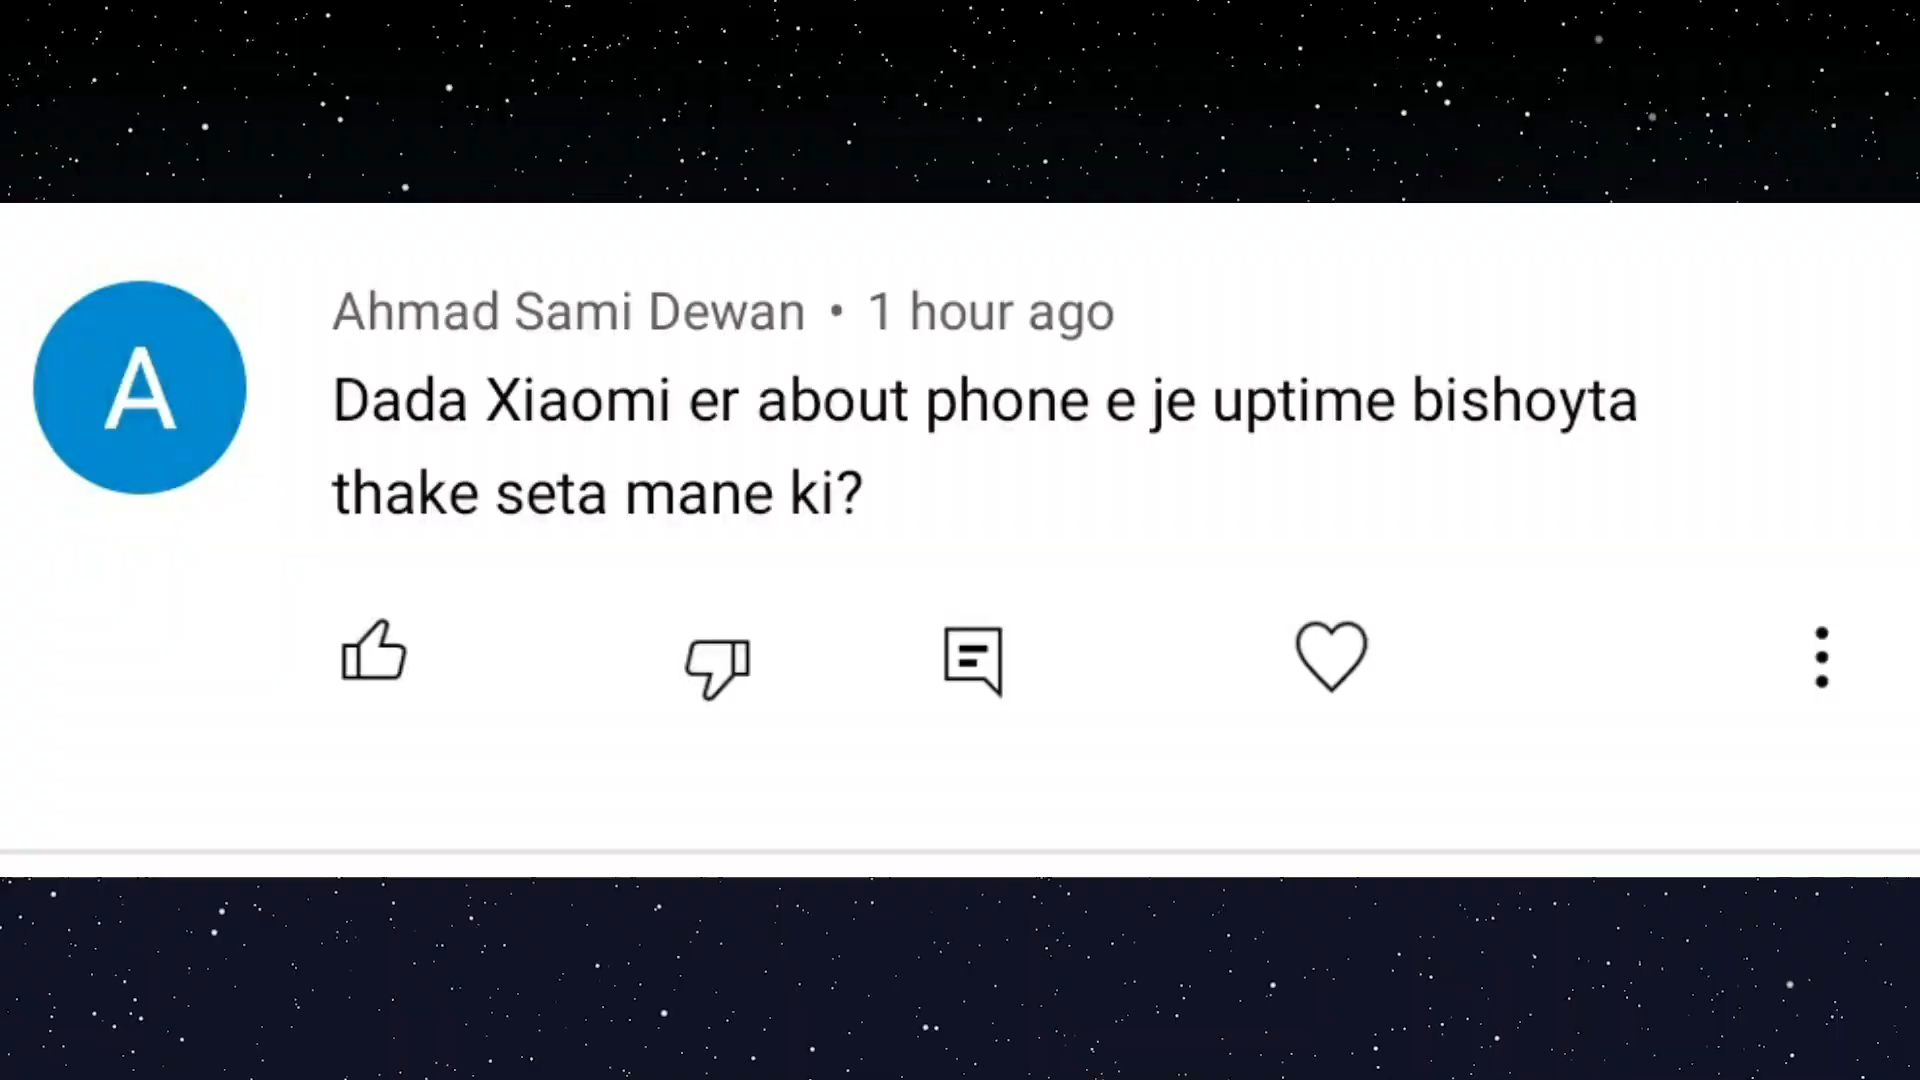 A
Ahmad Sami Dewan • 1 hour ago
Dada Xiaomi er about phone e je uptime bishoyta
thake seta mane ki?